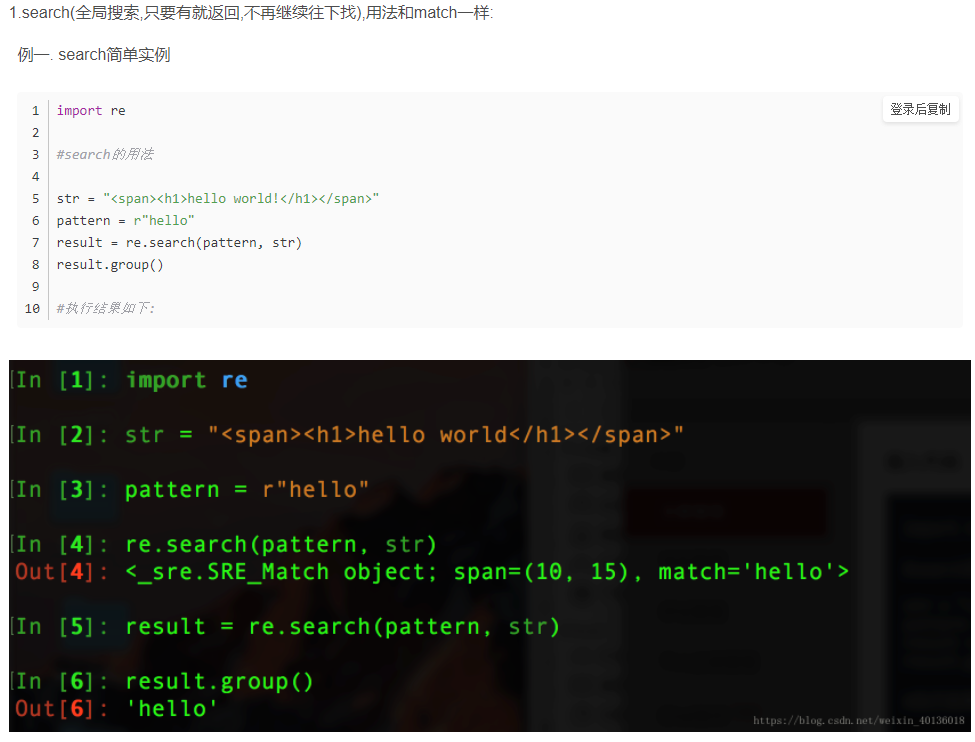 1.search(全局搜索,只要有就返回,不再继续往下找),用法和match一样:
例一. search简单实例
登录后复制
1 import re
2
3 #search的用法
4
5 str = "<span><h1>hello world!</h1></span>"
6 pattern = r"hello"
7 result = re.search(pattern, str)
8 result.group()
9
10 #执行结果如下:
[In [1]: import re
[In [2]: str = "<span><h1>hello world</h1></span>"
[In [3]: pattern = r"hello"
[In [4]: re.search(pattern, str)
Out[4]: <_sre.SRE_Match object; span=(10, 15), match='hello'>
[In [5]: result = re.search(pattern, str)
[In [6]: result.group()
Out[6]: 'hello'
https://blog.csdn.net/weixin_40136018